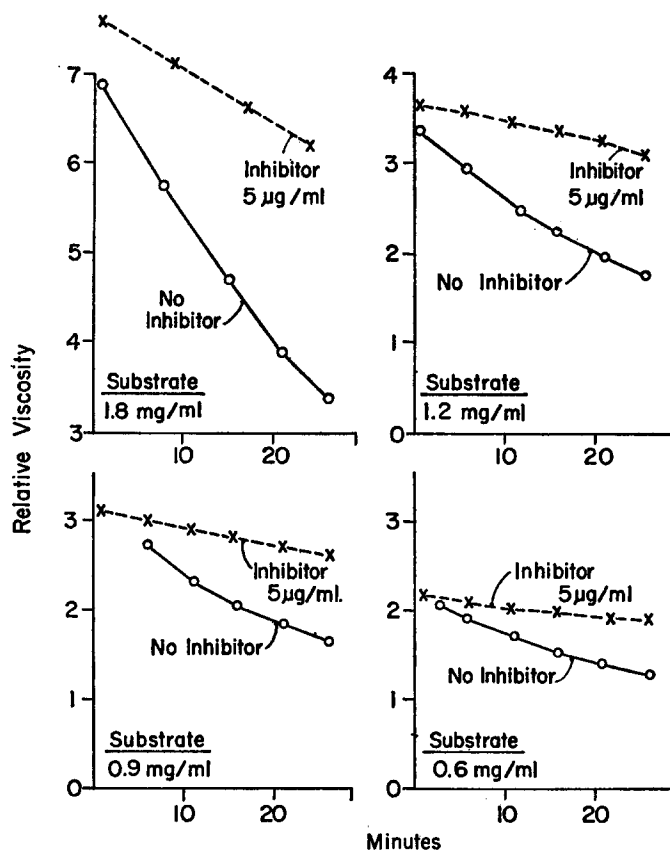 Relative Viscosity
7
6
5
4
3
Inhibitor
5 µg/ml
No
Inhibitor
Substrate
1.8 mg/ml
10
20
4
3
2
1
0
Inhibitor
5 µg/ml
No Inhibitor
Substrate
1.2 mg/ml
10
20
3
2
1
0
Inhibitor
5µg/ml.
No Inhibitor
Substrate
0.9 mg/ml
10
20
3
2
1
0
Inhibitor
5µg/ml
No Inhibitor
Substrate
0.6 mg/ml
10
20
Minutes